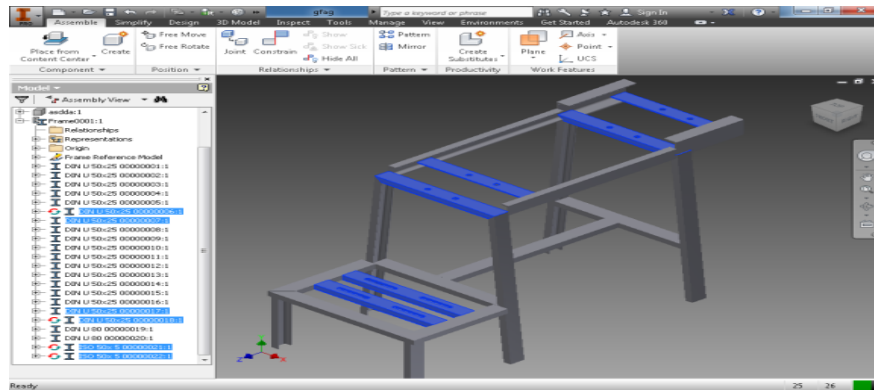 gfag
Type a keyword or phrase
Sign In
Assemble Simplify Design 3D Model Inspect Tools Manage View Environments Get Started Autodesk 360
Place from
Content Center
Create
Free Move
Free Rotate
Joint Constrain
Show
Show Sick
Hide All
Pattern
Mirror
Create
Substitutes
Plane
Axis
Point
UCS
Component Position Relationships Pattern Productivity Work Features
Model
Assembly View
asdda:1
Frame0001:1
Relationships
Representations
Origin
Frame Reference Model
DIN U 50x25 00000001:1
DIN U 50x25 00000002:1
DIN U 50x25 00000003:1
DIN U 50x25 00000004:1
DIN U 50x25 00000005:1
DIN U 50x25 00000006:1
DIN U 50x25 00000007:1
DIN U 50x25 00000008:1
DIN U 50x25 00000009:1
DIN U 50x25 00000010:1
DIN U 50x25 00000011:1
DIN U 50x25 00000012:1
DIN U 50x25 00000013:1
DIN U 50x25 00000014:1
DIN U 50x25 00000015:1
DIN U 50x25 00000016:1
DIN U 50x25 00000017:1
DIN U 50x25 00000018:1
DIN U 80 00000019:1
DIN U 80 00000020:1
ISO 50x 5 00000021:1
ISO 50x 5 00000022:1
Ready
25 26